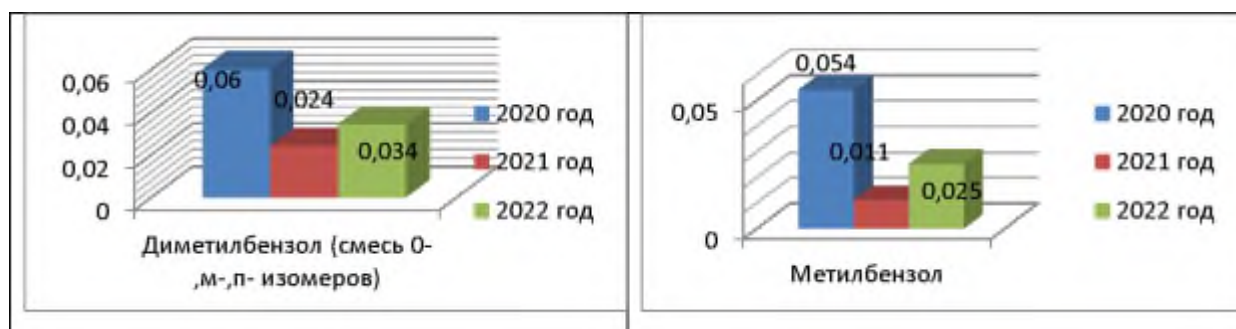 0,06
0,04
0,02
0
0,06
0,024
0,034
2020 год
2021 год
2022 год
Диметилбензол (смесь 0-
,м-,п- изомеров)
0,05
0
0,054
0,011
0,025
2020 год
2021 год
2022 год
Метилбензол